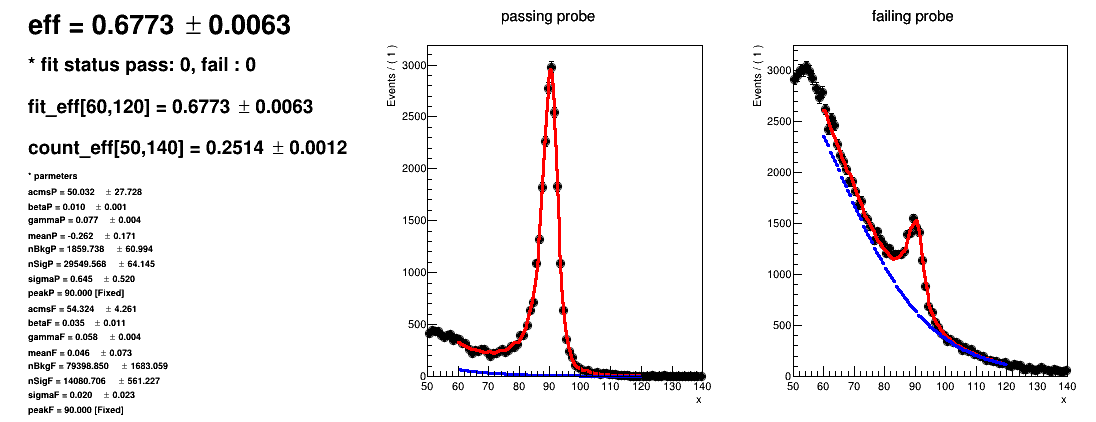 eff = 0.6773 ± 0.0063
* fit status pass: 0, fail : 0
fit_eff[60,120] = 0.6773 ± 0.0063
count_eff[50,140] = 0.2514 ± 0.0012
* parmeters
acmsP = 50.032 ± 27.728
betaP = 0.010 ± 0.001
gammaP = 0.077 ± 0.004
meanP = -0.262 ± 0.171
nBkgP = 1859.738 ± 60.994
nSigP = 29549.568 ± 64.145
sigmaP = 0.645 ± 0.520
peakP = 90.000 [Fixed]
acmsF = 54.324 ± 4.261
betaF = 0.035 ± 0.011
gammaF = 0.058 ± 0.004
meanF = 0.046 ± 0.073
nBkgF = 79398.850 ± 1683.059
nSigF = 14080.706 ± 561.227
sigmaF = 0.020 ± 0.023
peakF = 90.000 [Fixed]
passing probe
Events / ( 1 )
3000
2500
2000
1500
1000
500
0
50 60 70 80 90 100 110 120 130 140
x
failing probe
Events / ( 1 )
3000
2500
2000
1500
1000
500
0
50 60 70 80 90 100 110 120 130 140
x